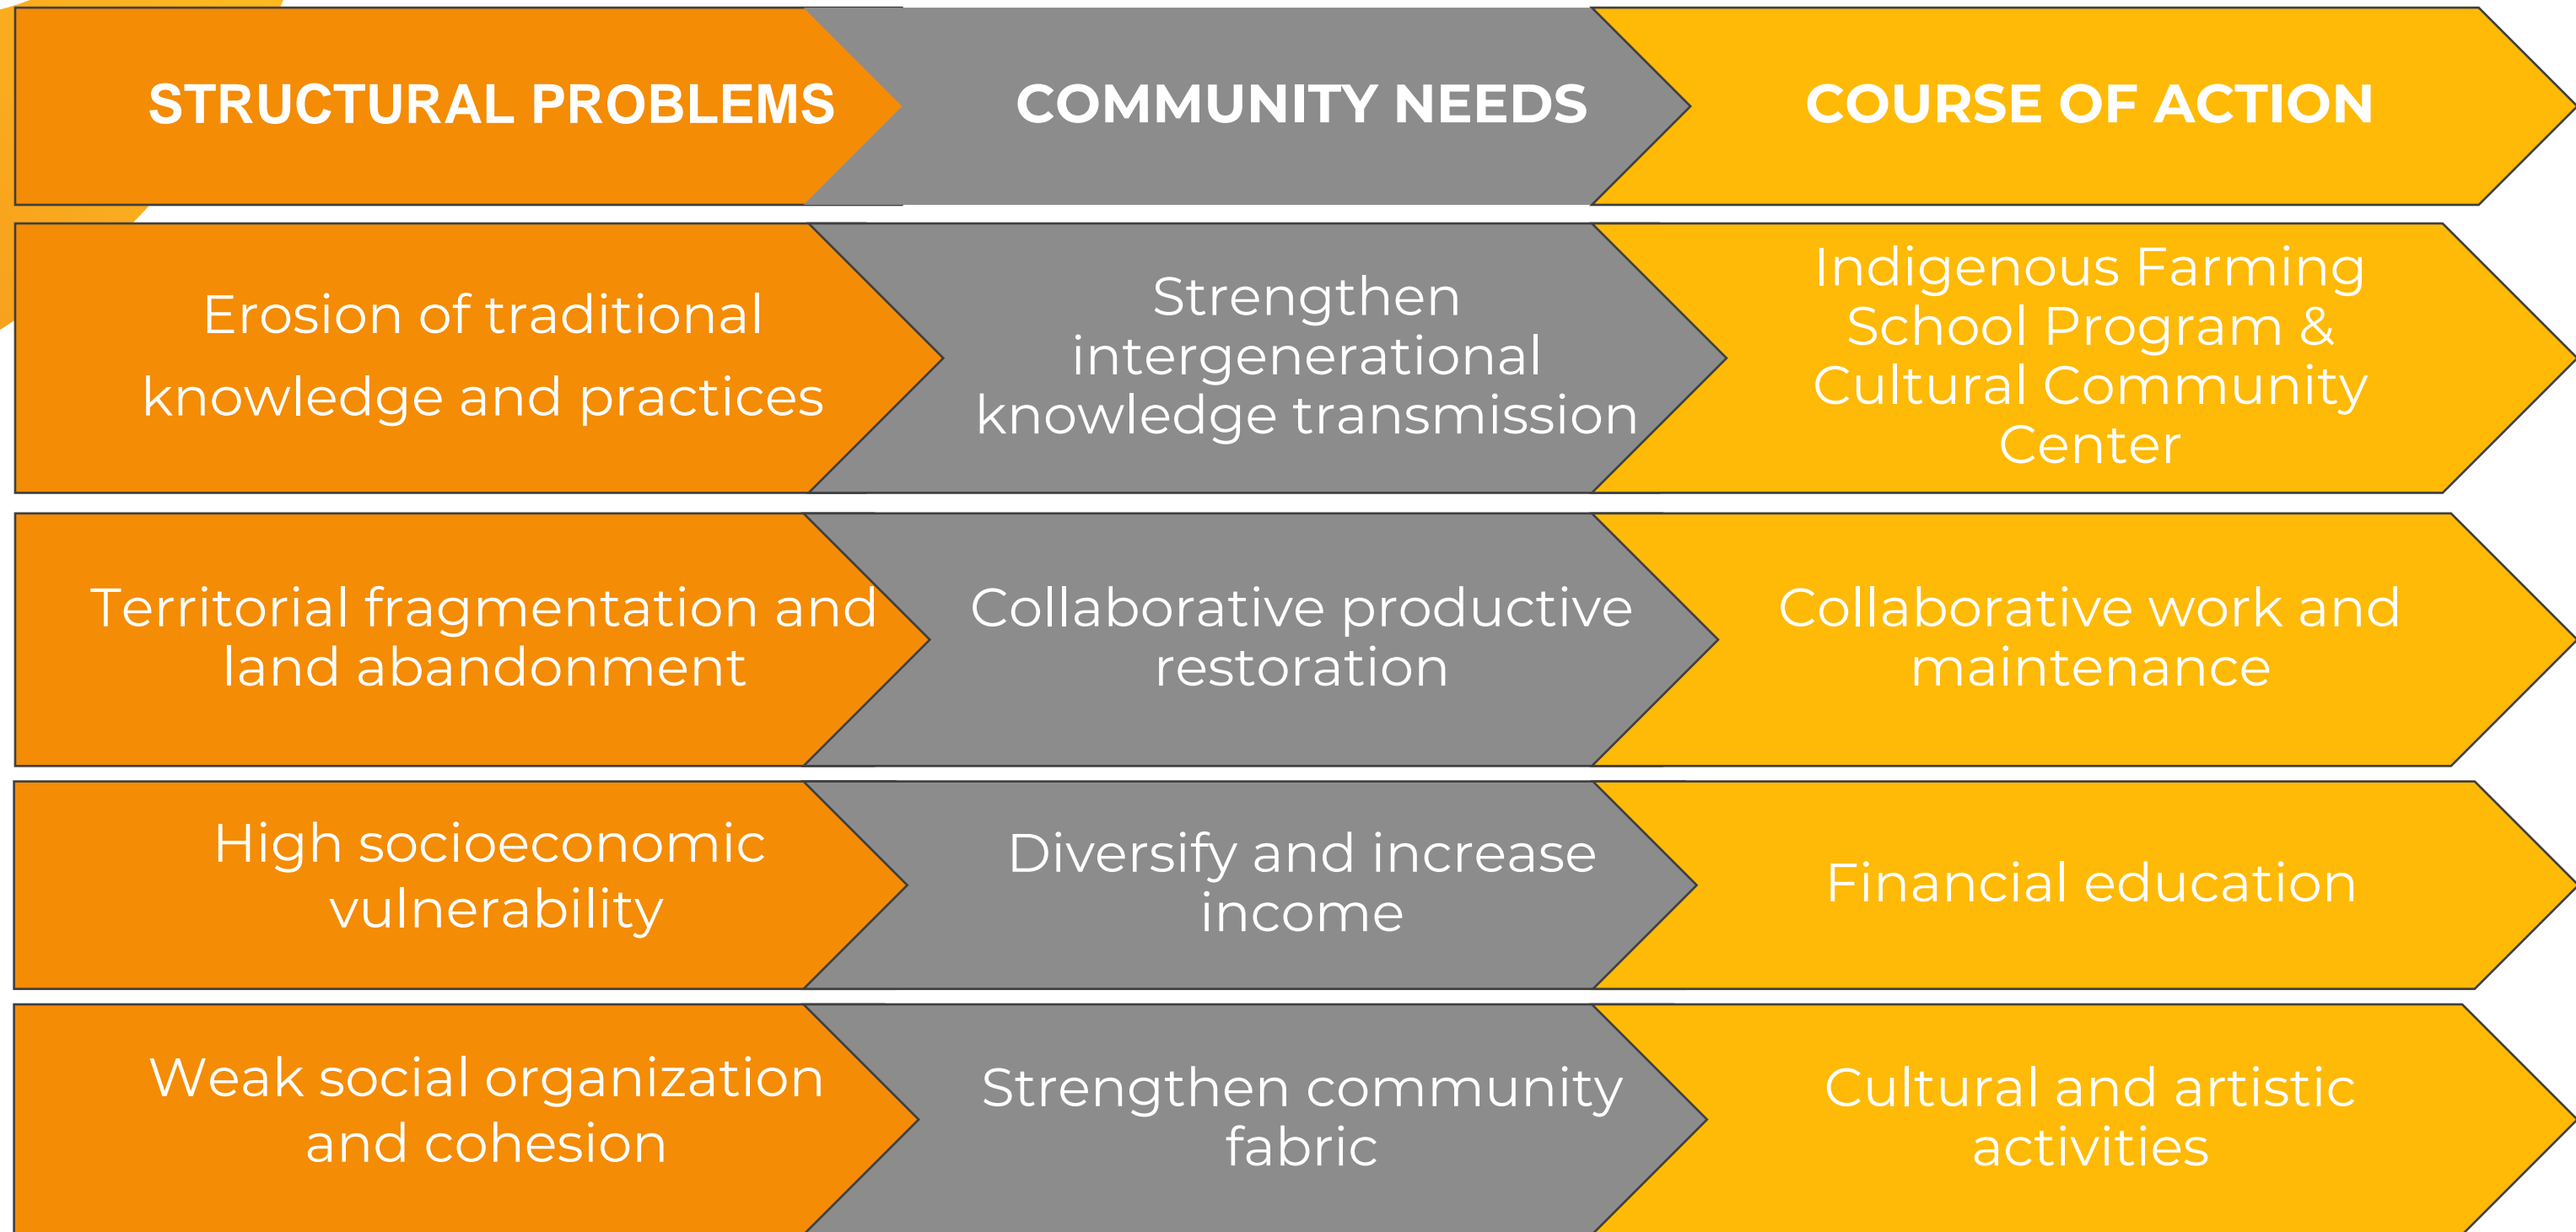 STRUCTURAL PROBLEMS
COMMUNITY NEEDS
COURSE OF ACTION
Erosion of traditional
knowledge and practices
Strengthen
intergenerational
knowledge transmission
Indigenous Farming
School Program &
Cultural Community
Center
Territorial fragmentation and
land abandonment
Collaborative productive
restoration
Collaborative work and
maintenance
High socioeconomic
vulnerability
Diversify and increase
income
Financial education
Weak social organization
and cohesion
Strengthen community
fabric
Cultural and artistic
activities